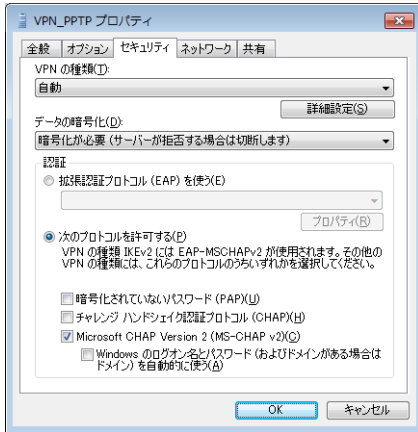 VPN_PPTP プロパティ
全般 オプション セキュリティ ネットワーク 共有
VPN の種類(T):
自動
詳細設定(S)
データの暗号化(D):
暗号化が必要 (サーバーが拒否する場合は切断します)
認証
拡張認証プロトコル (EAP) を使う(E)
プロパティ(R)
次のプロトコルを許可する(P)
VPN の種類 IKEv2 には EAP-MSCHAPv2 が使用されます。その他の
VPN の種類には、これらのプロトコルのうちいずれかを選択してください。
暗号化されていないパスワード (PAP)(U)
チャレンジ ハンドシェイク認証プロトコル (CHAP)(H)
Microsoft CHAP Version 2 (MS-CHAP v2)(C)
Windows のログオン名とパスワード (およびドメインがある場合は
ドメイン) を自動的に使う(A)
OK キャンセル